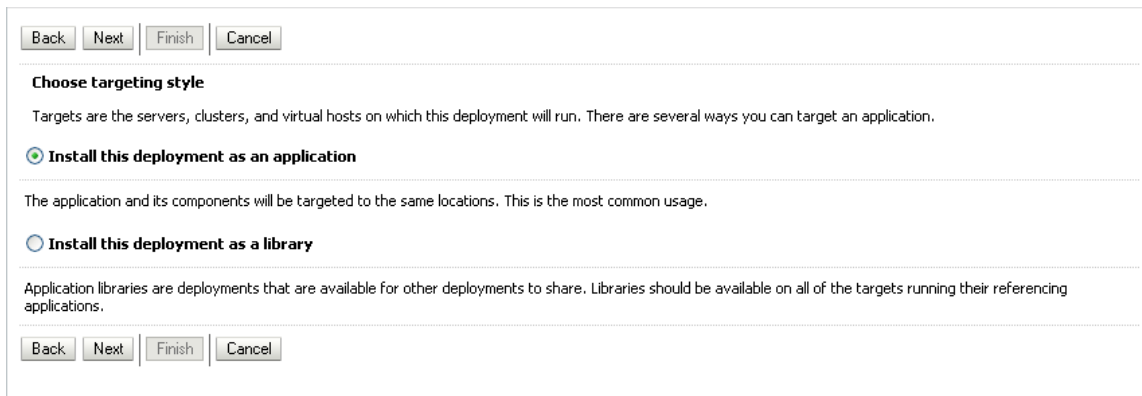 Back Next Finish Cancel
Choose targeting style
Targets are the servers, clusters, and virtual hosts on which this deployment will run. There are several ways you can target an application.
Install this deployment as an application
The application and its components will be targeted to the same locations. This is the most common usage.
Install this deployment as a library
Application libraries are deployments that are available for other deployments to share. Libraries should be available on all of the targets running their referencing
applications.
Back Next Finish Cancel